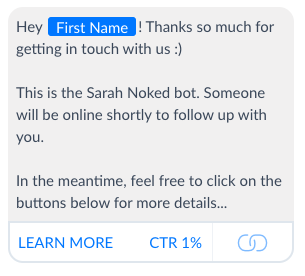 Hey First Name ! Thanks so much for
getting in touch with us :)
This is the Sarah Noked bot. Someone
will be online shortly to follow up with
you.
In the meantime, feel free to click on the
buttons below for more details...
LEARN MORE CTR 1%